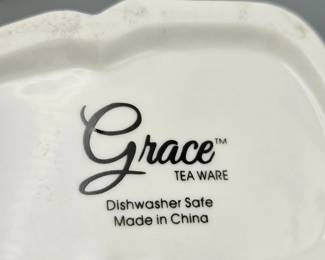 Grace™
TEA WARE
Dishwasher Safe
Made in China